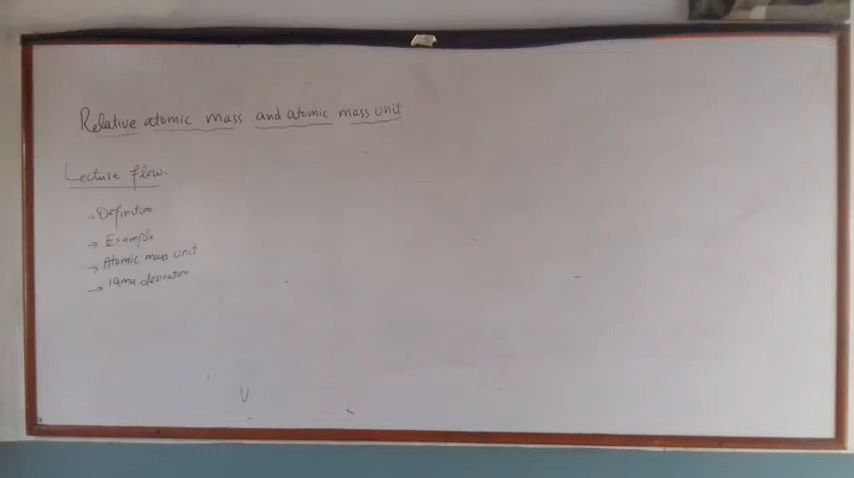 Relative atomic mass and atomic mass unit
Lecture flow.
→ Definition
→ Example
→ Atomic mass unit
→ 1amu derivation
V